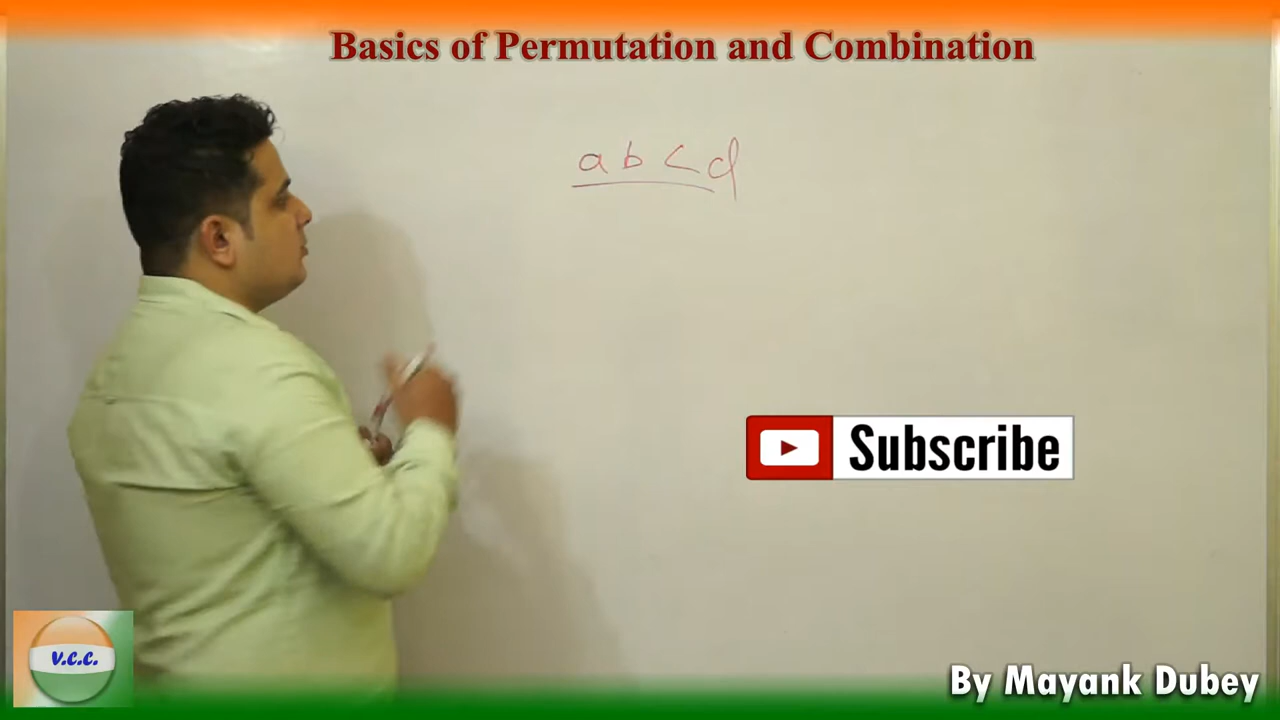 Basics of Permutation and Combination
a b c d
Subscribe
V.C.C.
By Mayank Dubey